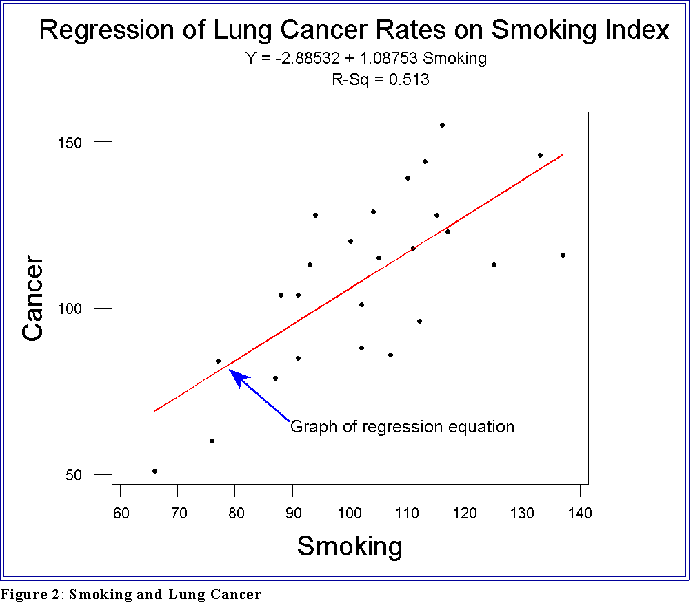 Regression of Lung Cancer Rates on Smoking Index
Y = -2.88532 + 1.08753 Smoking
R-Sq = 0.513
150
100
50
Cancer
Graph of regression equation
60 70 80 90 100 110 120 130 140
Smoking
Figure 2: Smoking and Lung Cancer